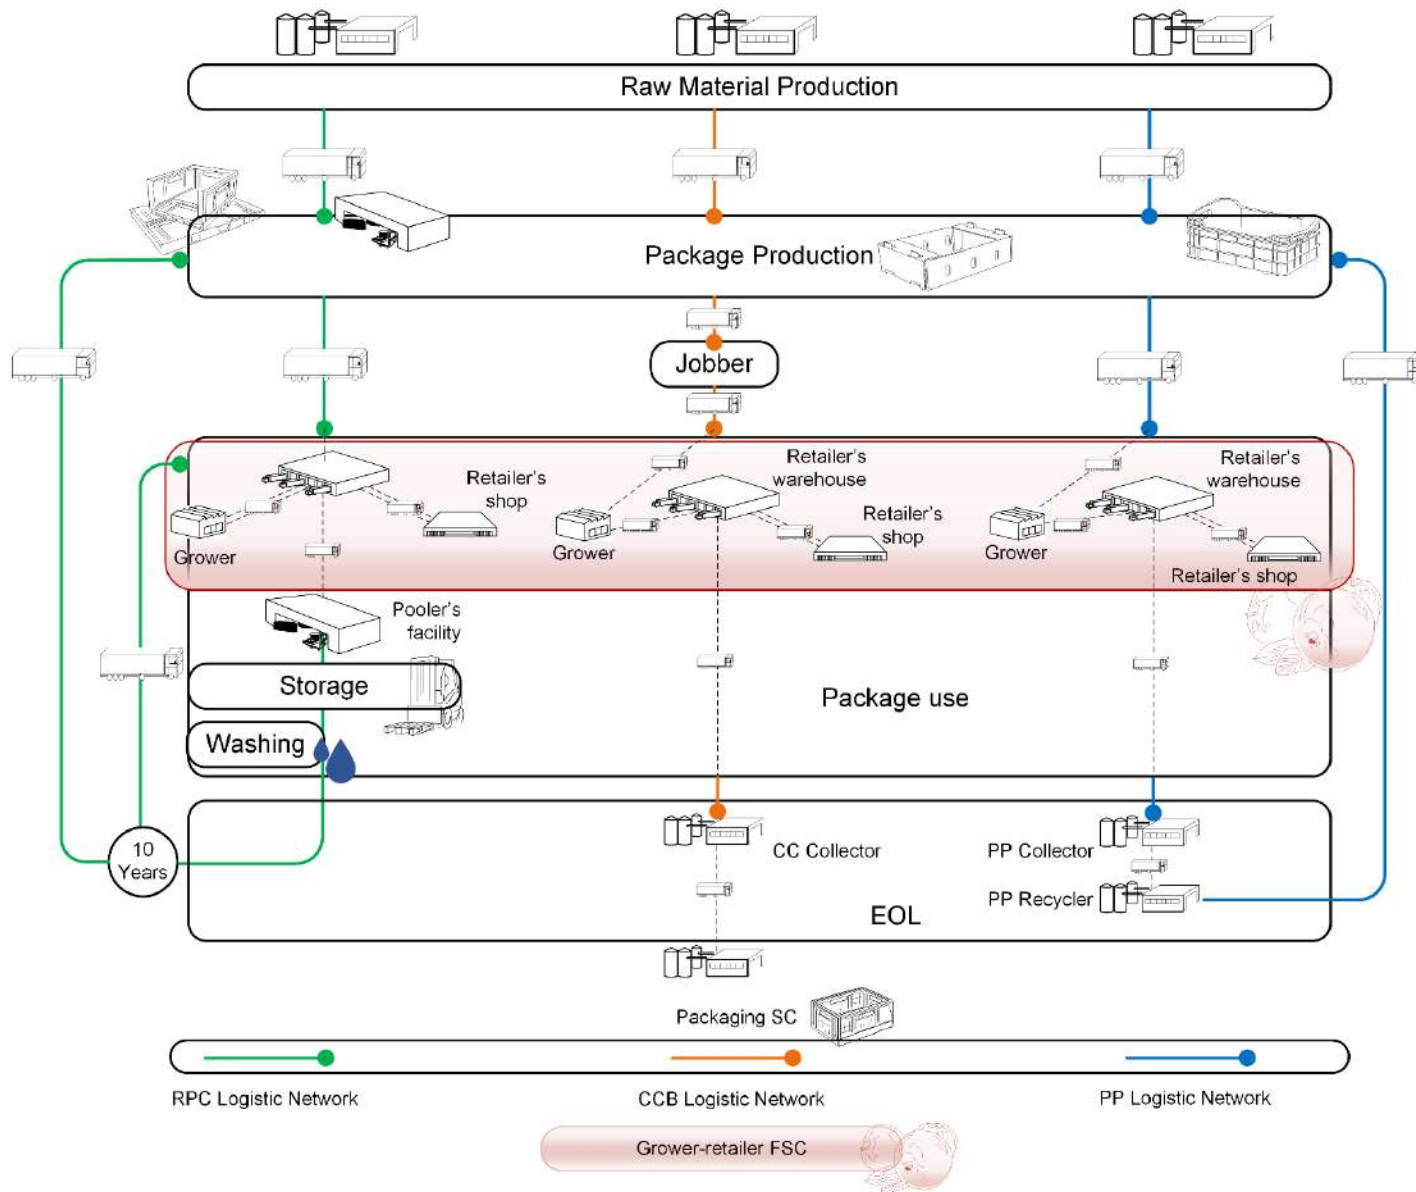 Raw Material Production
Package Production
Jobber
Retailer's
shop
Grower
Retailer's
warehouse
Retailer's
shop
Grower
Retailer's
warehouse
Grower
Retailer's shop
Pooler's
facility
Storage
Package use
Washing
10
Years
CC Collector
PP Collector
PP Recycler
EOL
Packaging SC
RPC Logistic Network
CCB Logistic Network
PP Logistic Network
Grower-retailer FSC